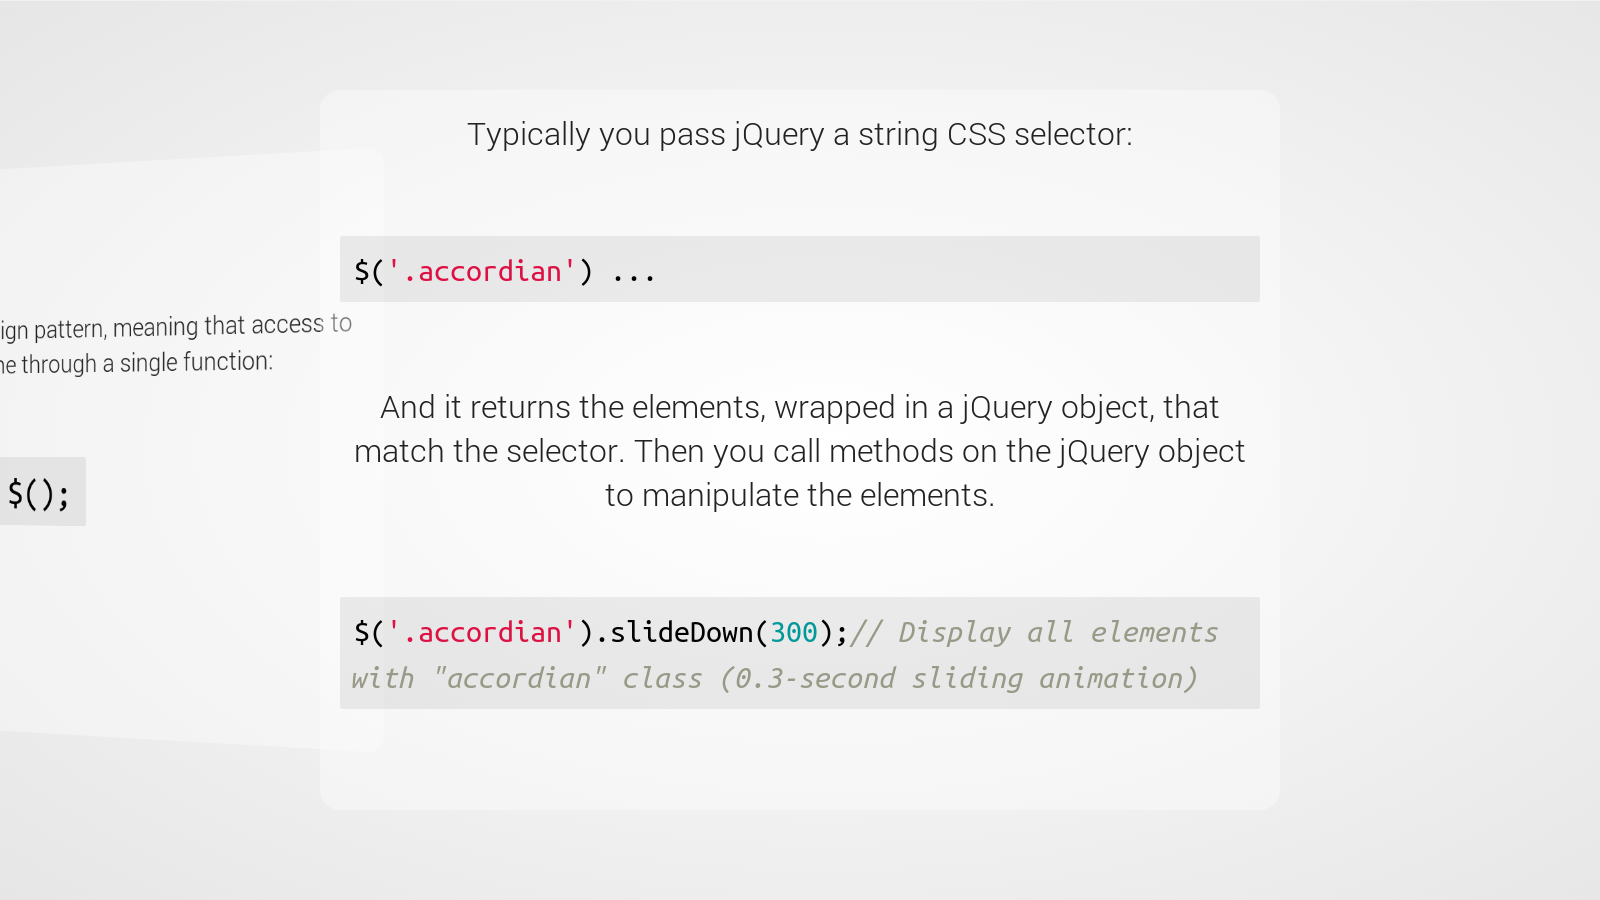 Typically you pass jQuery a string CSS selector:
$('.accordian') ...
ign pattern, meaning that access to
through a single function:
$();
And it returns the elements, wrapped in a jQuery object, that
match the selector. Then you call methods on the jQuery object
to manipulate the elements.
$('.accordian').slideDown(300);// Display all elements
with "accordian" class (0.3-second sliding animation)